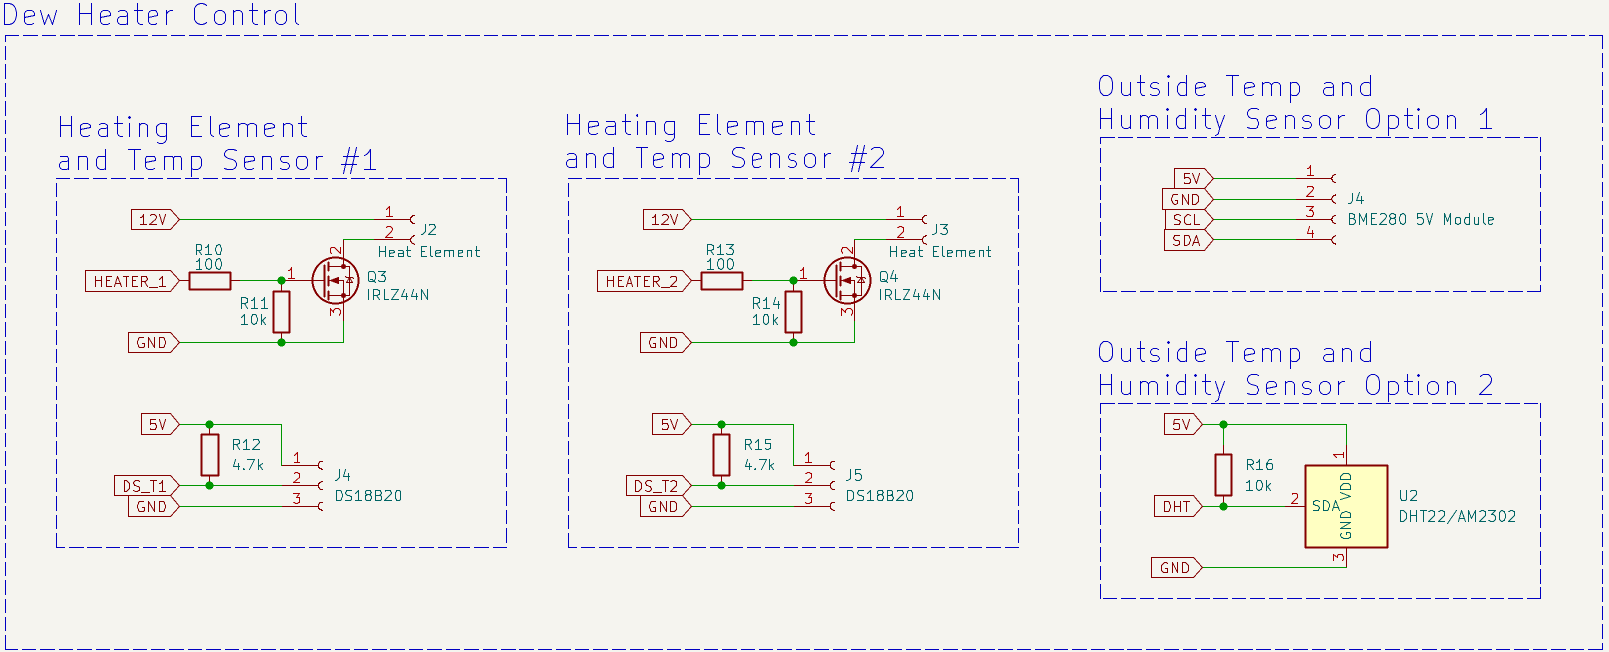 Dew Heater Control
Heating Element
and Temp Sensor #1
12V
1
2
J2
Heat Element
R10
100
HEATER_1
1
2
Q3
IRLZ44N
3
R11
10k
GND
5V
R12
4.7k
1
2
3
J4
DS18B20
DS_T1
GND
Heating Element
and Temp Sensor #2
12V
1
2
J3
Heat Element
R13
100
HEATER_2
1
2
Q4
IRLZ44N
3
R14
10k
GND
5V
R15
4.7k
1
2
3
J5
DS18B20
DS_T2
GND
Outside Temp and
Humidity Sensor Option 1
5V
1
GND
2
SCL
3
SDA
4
J4
BME280 5V Module
Outside Temp and
Humidity Sensor Option 2
5V
R16
10k
1
VDD
DHT
2
SDA
GND
3
U2
DHT22/AM2302
GND